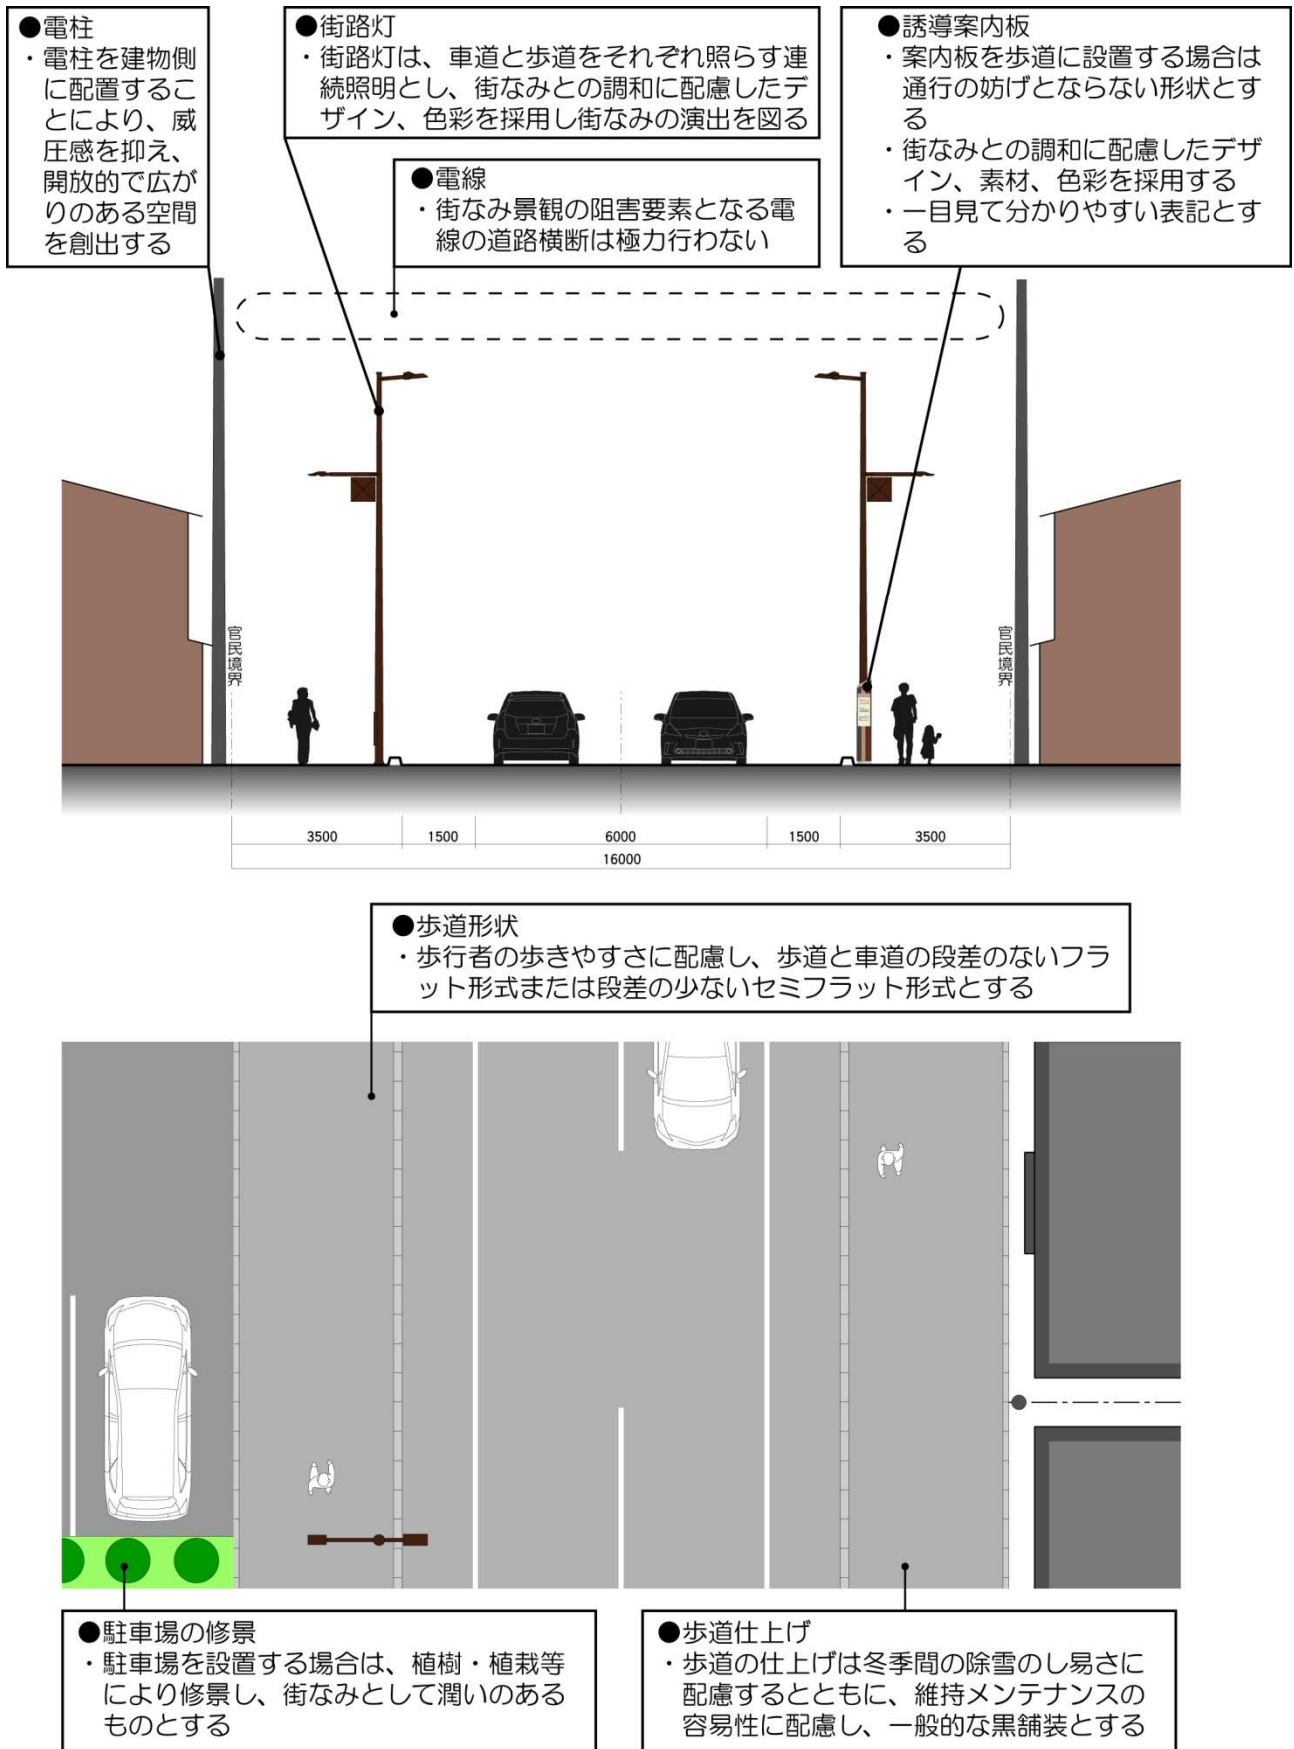 ●電柱
・電柱を建物側
に配置するこ
とにより、威
圧感を抑え、
開放的で広が
りのある空間
を創出する
●街路灯
・街路灯は、車道と歩道をそれぞれ照らす連
続照明とし、街なみとの調和に配慮したデ
ザイン、色彩を採用し街なみの演出を図る
●電線
・街なみ景観の阻害要素となる電
線の道路横断は極力行わない
●誘導案内板
・案内板を歩道に設置する場合は
通行の妨げとならない形状とす
る
・街なみとの調和に配慮したデザ
イン、素材、色彩を採用する
・一目見て分かりやすい表記とす
る
官民境界
官民境界
3500
1500
6000
1500
3500
16000
●歩道形状
・歩行者の歩きやすさに配慮し、歩道と車道の段差のないフラ
ット形式または段差の少ないセミフラット形式とする
●駐車場の修景
・駐車場を設置する場合は、植樹・植栽等
により修景し、街なみとして潤いのある
ものとする
●歩道仕上げ
・歩道の仕上げは冬季間の除雪のし易さに
配慮するとともに、維持メンテナンスの
容易性に配慮し、一般的な黒舗装とする